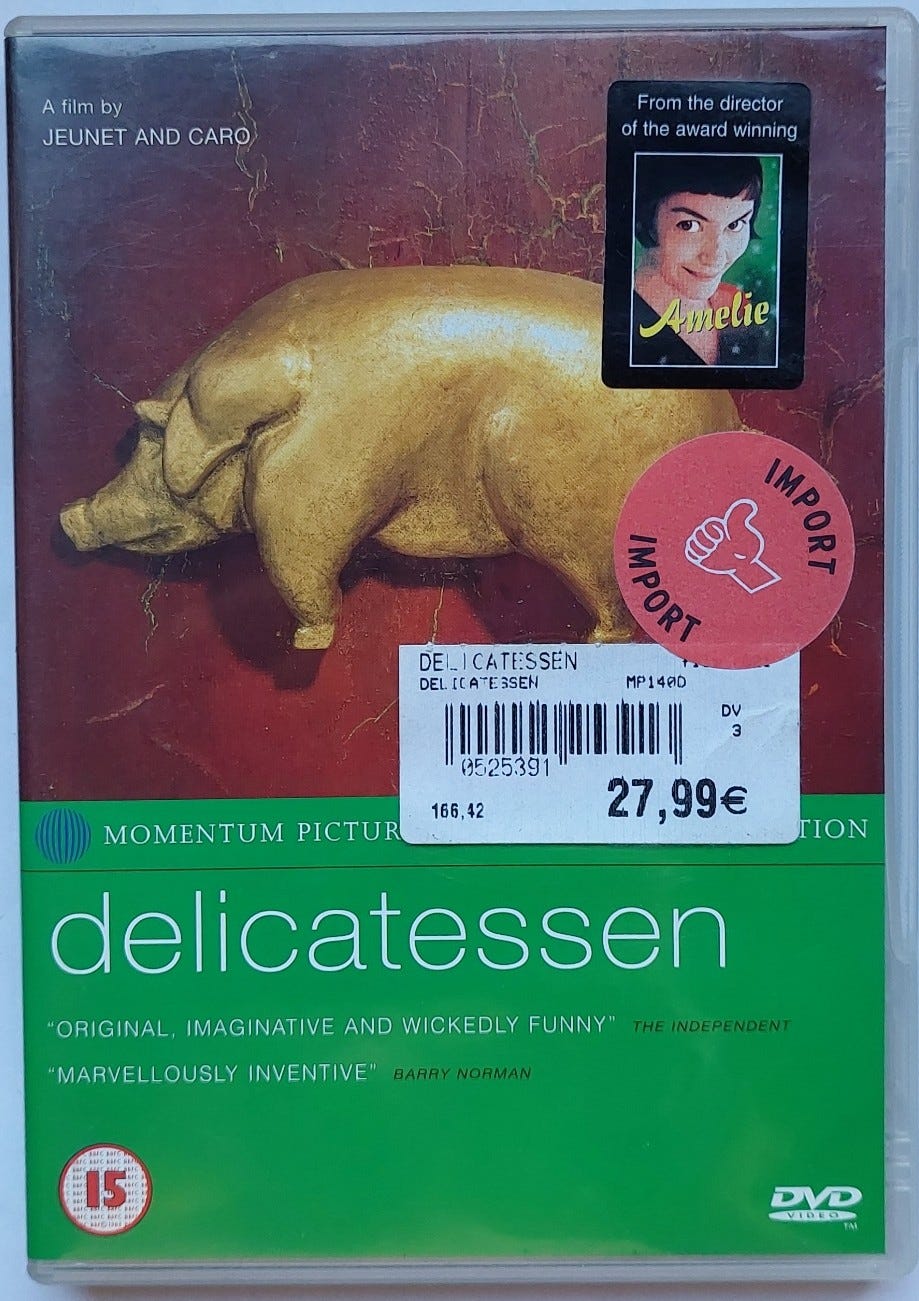 A film by
JEUNET AND CARO
From the director
of the award winning
Amelie
IMPORT
IMPORT
DELICATESSEN
DELICATESSEN MP140D
DV
3
0525391
166,42
27,99€
MOMENTUM PICTUR TION
delicatessen
“ORIGINAL, IMAGINATIVE AND WICKEDLY FUNNY” THE INDEPENDENT
“MARVELLOUSLY INVENTIVE” BARRY NORMAN
15
DVD
VIDEO
TM